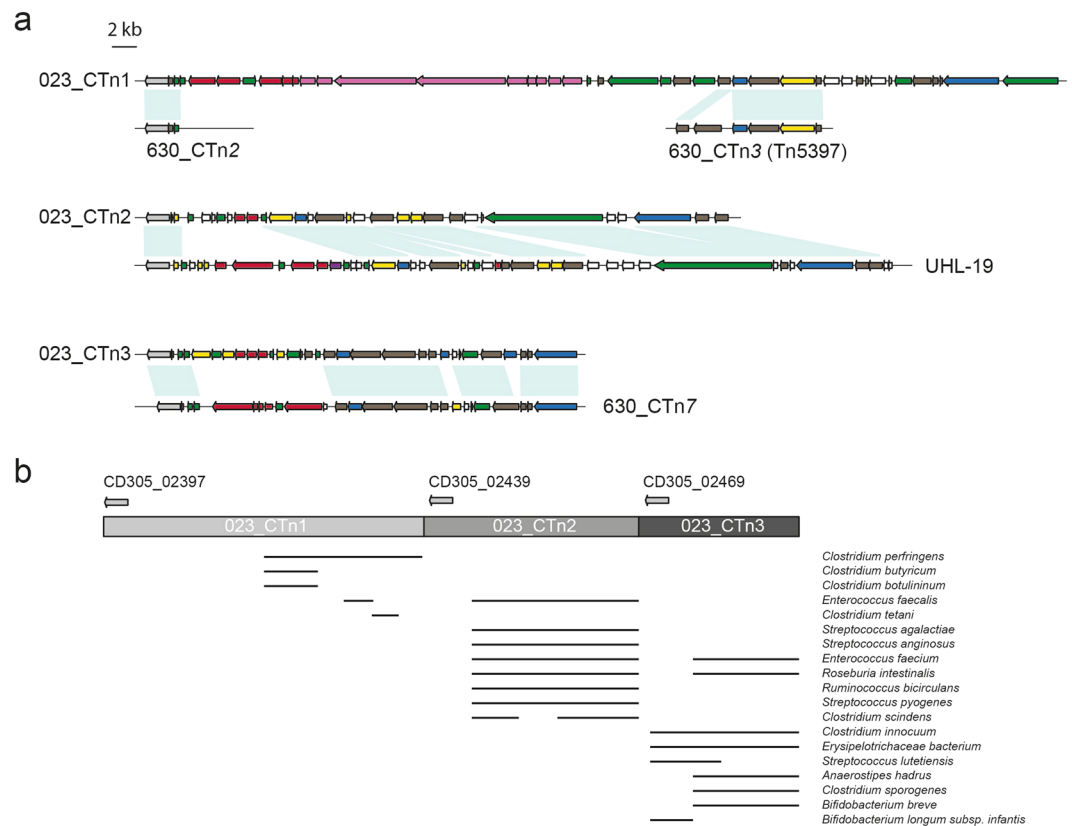 a
2 kb
023_CTn1
630_CTn2
630_CTn3 (Tn5397)
023_CTn2
UHL-19
023_CTn3
630_CTn7
b
CD305_02397
CD305_02439
CD305_02469
023_CTn1
023_CTn2
023_CTn3
Clostridium perfringens
Clostridium butyricum
Clostridium botulininum
Enterococcus faecalis
Clostridium tetani
Streptococcus agalactiae
Streptococcus anginosus
Enterococcus faecium
Roseburia intestinalis
Ruminococcus bicirculans
Streptococcus pyogenes
Clostridium scindens
Clostridium innocuum
Erysipelotrichaceae bacterium
Streptococcus lutetiensis
Anaerostipes hadrus
Clostridium sporogenes
Bifidobacterium breve
Bifidobacterium longum subsp. infantis